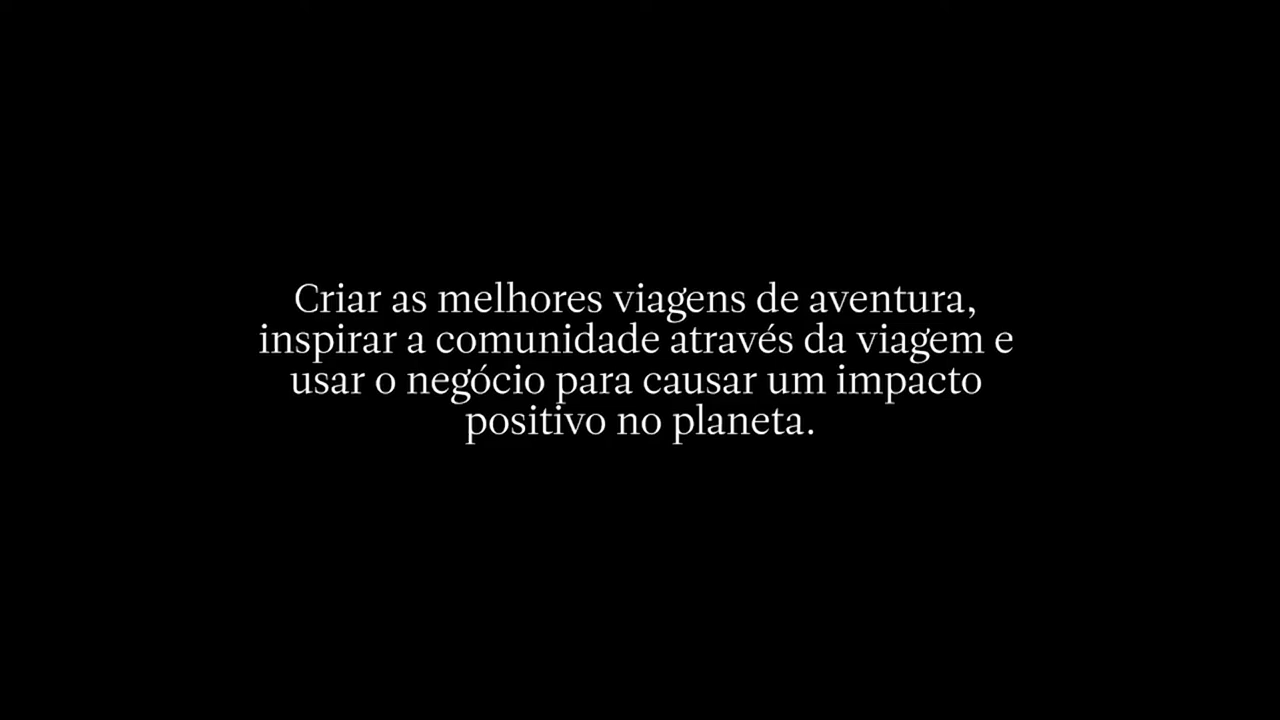 Criar as melhores viagens de aventura,
inspirar a comunidade através da viagem e
usar o negócio para causar um impacto
positivo no planeta.